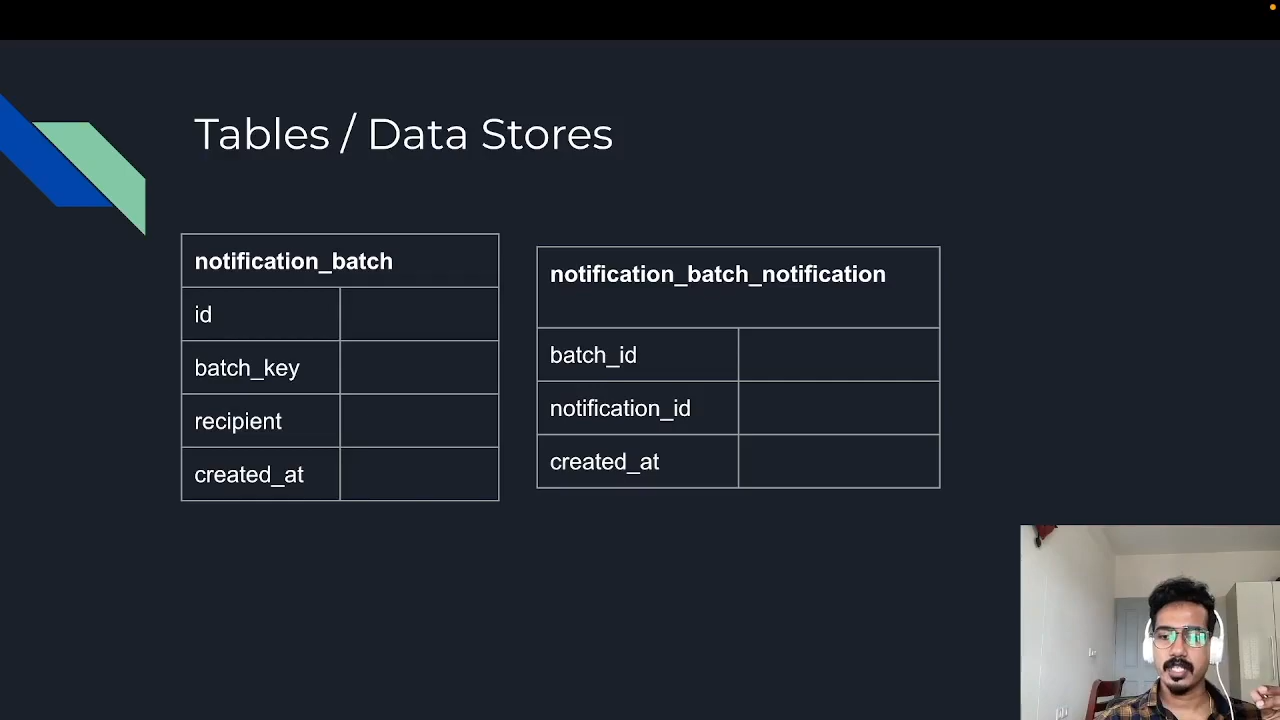 Tables / Data Stores
notification_batch
id
batch_key
recipient
created_at
notification_batch_notification
batch_id
notification_id
created_at